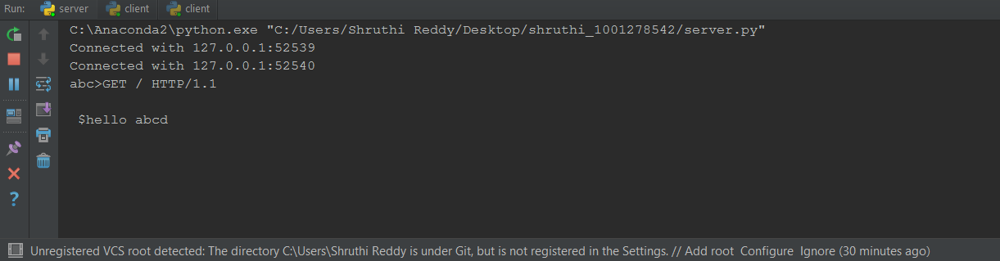 Run: server client client
C:\Anaconda2\python.exe "C:/Users/Shruthi Reddy/Desktop/shruthi_1001278542/server.py"
Connected with 127.0.0.1:52539
Connected with 127.0.0.1:52540
abc>GET / HTTP/1.1
$hello abcd
Unregistered VCS root detected: The directory C:\Users\Shruthi Reddy is under Git, but is not registered in the Settings. // Add root Configure Ignore (30 minutes ago)